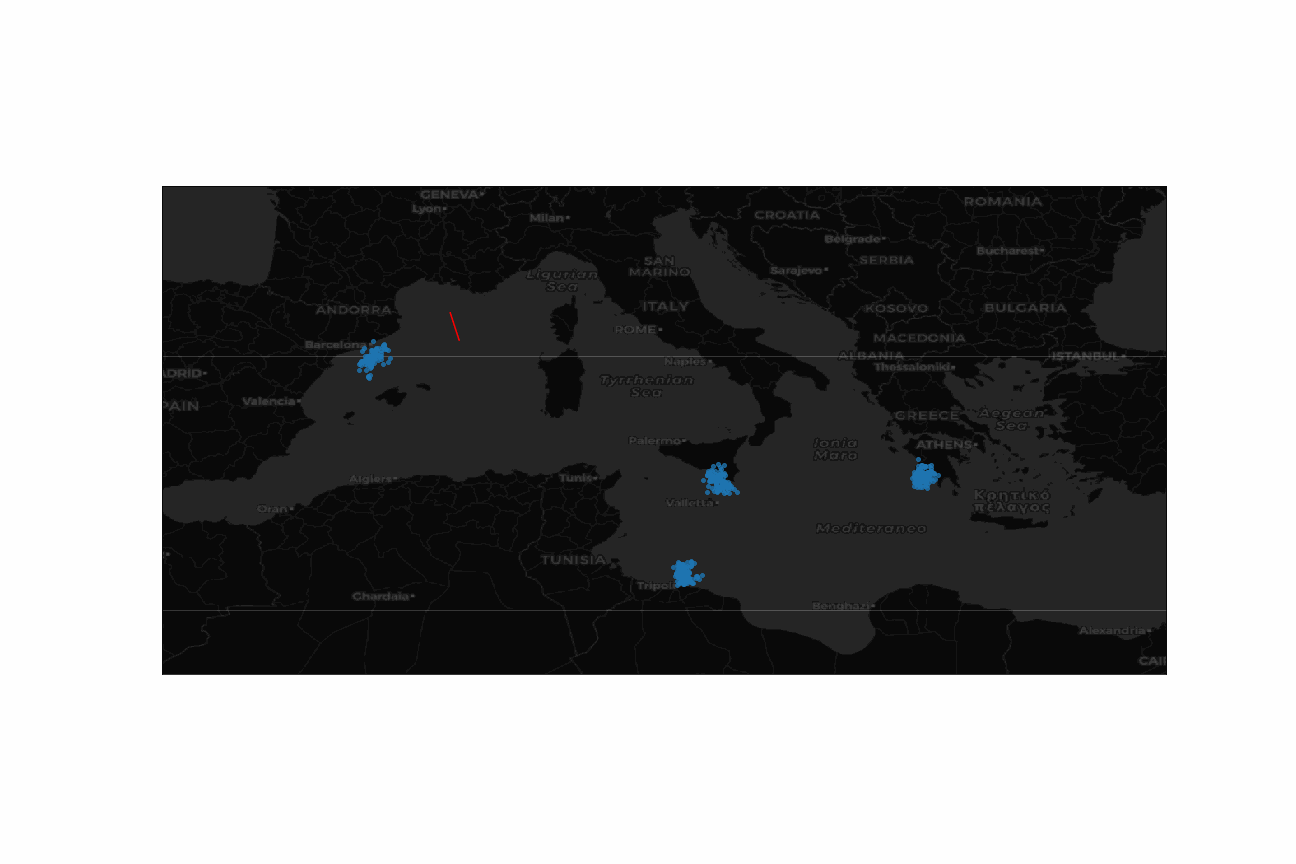 GENEVA
Lyon
Milan
ROMANIA
CROATIA
Belgrade
Bucharest
SAN
MARINO
SERBIA
Sarajevo
Ligurian
Sea
ANDORRA
ITALY
KOSOVO
BULGARIA
ROME
MACEDONIA
Barcelona
ALBANIA
ISTANBUL
Naples
Thessaloniki
ADRID
Tyrrhenian
Sea
Valencia
PAIN
GREECE
Aegean
Sea
Palermo
Ionia
Mara
ATHENS
Algiers
Tunis
Κρητικό
πέλαγος
Valletta
Oran
Mediteraneo
TUNISIA
Tripoli
Ghardaia
Benghazi
Alexandria
CAI